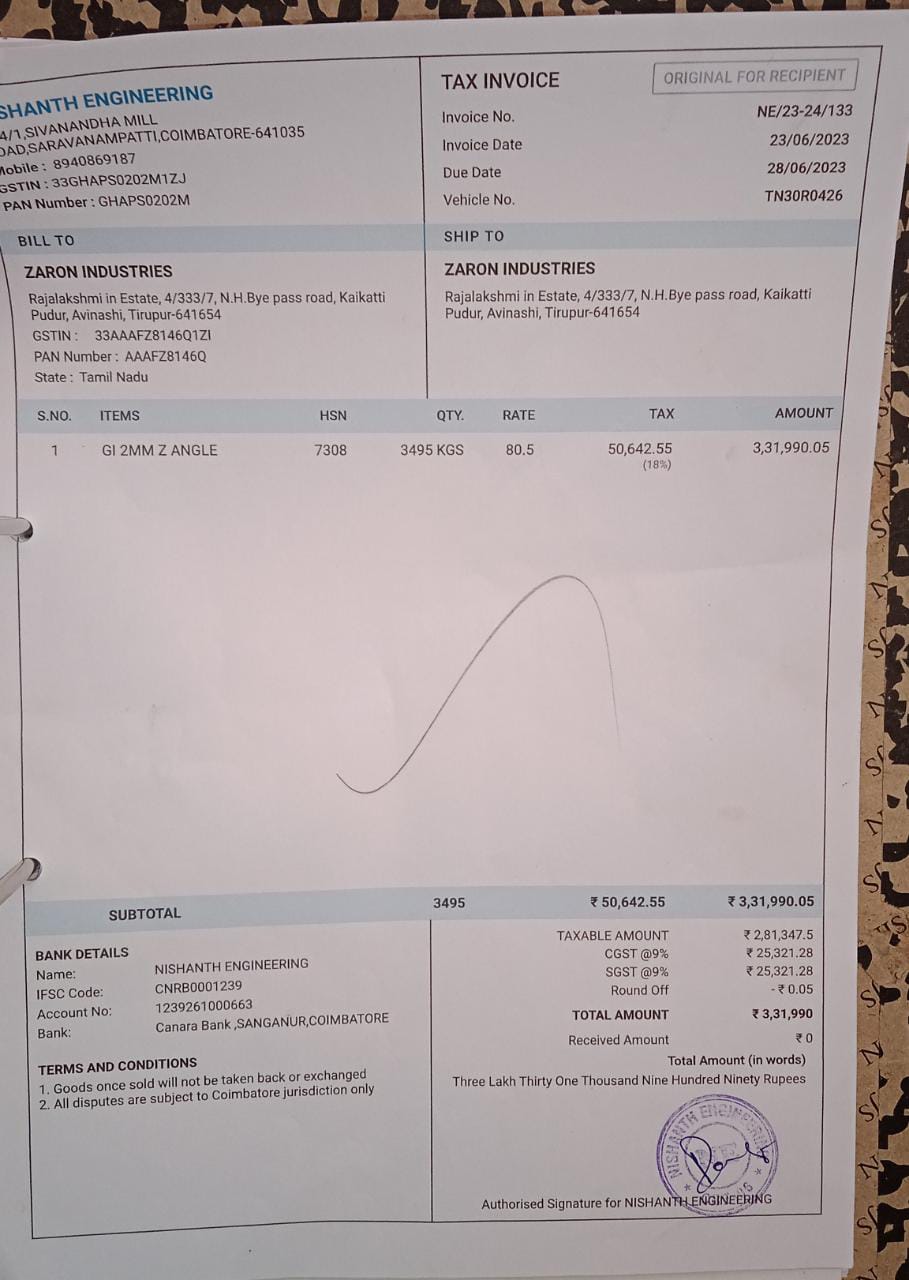 SHANTH ENGINEERING
4/1,SIVANANDHA MILL
OAD,SARAVANAMPATTI,COIMBATORE-641035
Mobile : 8940869187
GSTIN : 33GHAPS0202M1ZJ
PAN Number : GHAPS0202M
TAX INVOICE
ORIGINAL FOR RECIPIENT
Invoice No. NE/23-24/133
Invoice Date 23/06/2023
Due Date 28/06/2023
Vehicle No. TN30R0426
BILL TO
ZARON INDUSTRIES
Rajalakshmi in Estate, 4/333/7, N.H.Bye pass road, Kaikatti
Pudur, Avinashi, Tirupur-641654
GSTIN : 33AAAFZ8146Q1ZI
PAN Number : AAAFZ8146Q
State : Tamil Nadu
SHIP TO
ZARON INDUSTRIES
Rajalakshmi in Estate, 4/333/7, N.H.Bye pass road, Kaikatti
Pudur, Avinashi, Tirupur-641654
S.NO. ITEMS HSN QTY. RATE TAX AMOUNT
1 GI 2MM Z ANGLE 7308 3495 KGS 80.5 50,642.55 3,31,990.05
(18%)
SUBTOTAL 3495 ₹ 50,642.55 ₹ 3,31,990.05
BANK DETAILS
Name: NISHANTH ENGINEERING
IFSC Code: CNRB0001239
Account No: 1239261000663
Bank: Canara Bank ,SANGANUR,COIMBATORE
TERMS AND CONDITIONS
1. Goods once sold will not be taken back or exchanged
2. All disputes are subject to Coimbatore jurisdiction only
TAXABLE AMOUNT ₹ 2,81,347.5
CGST @9% ₹ 25,321.28
SGST @9% ₹ 25,321.28
Round Off - ₹ 0.05
TOTAL AMOUNT ₹ 3,31,990
Received Amount ₹ 0
Total Amount (in words)
Three Lakh Thirty One Thousand Nine Hundred Ninety Rupees
NISHANTH ENGINEERING
Authorised Signature for NISHANTH ENGINEERING